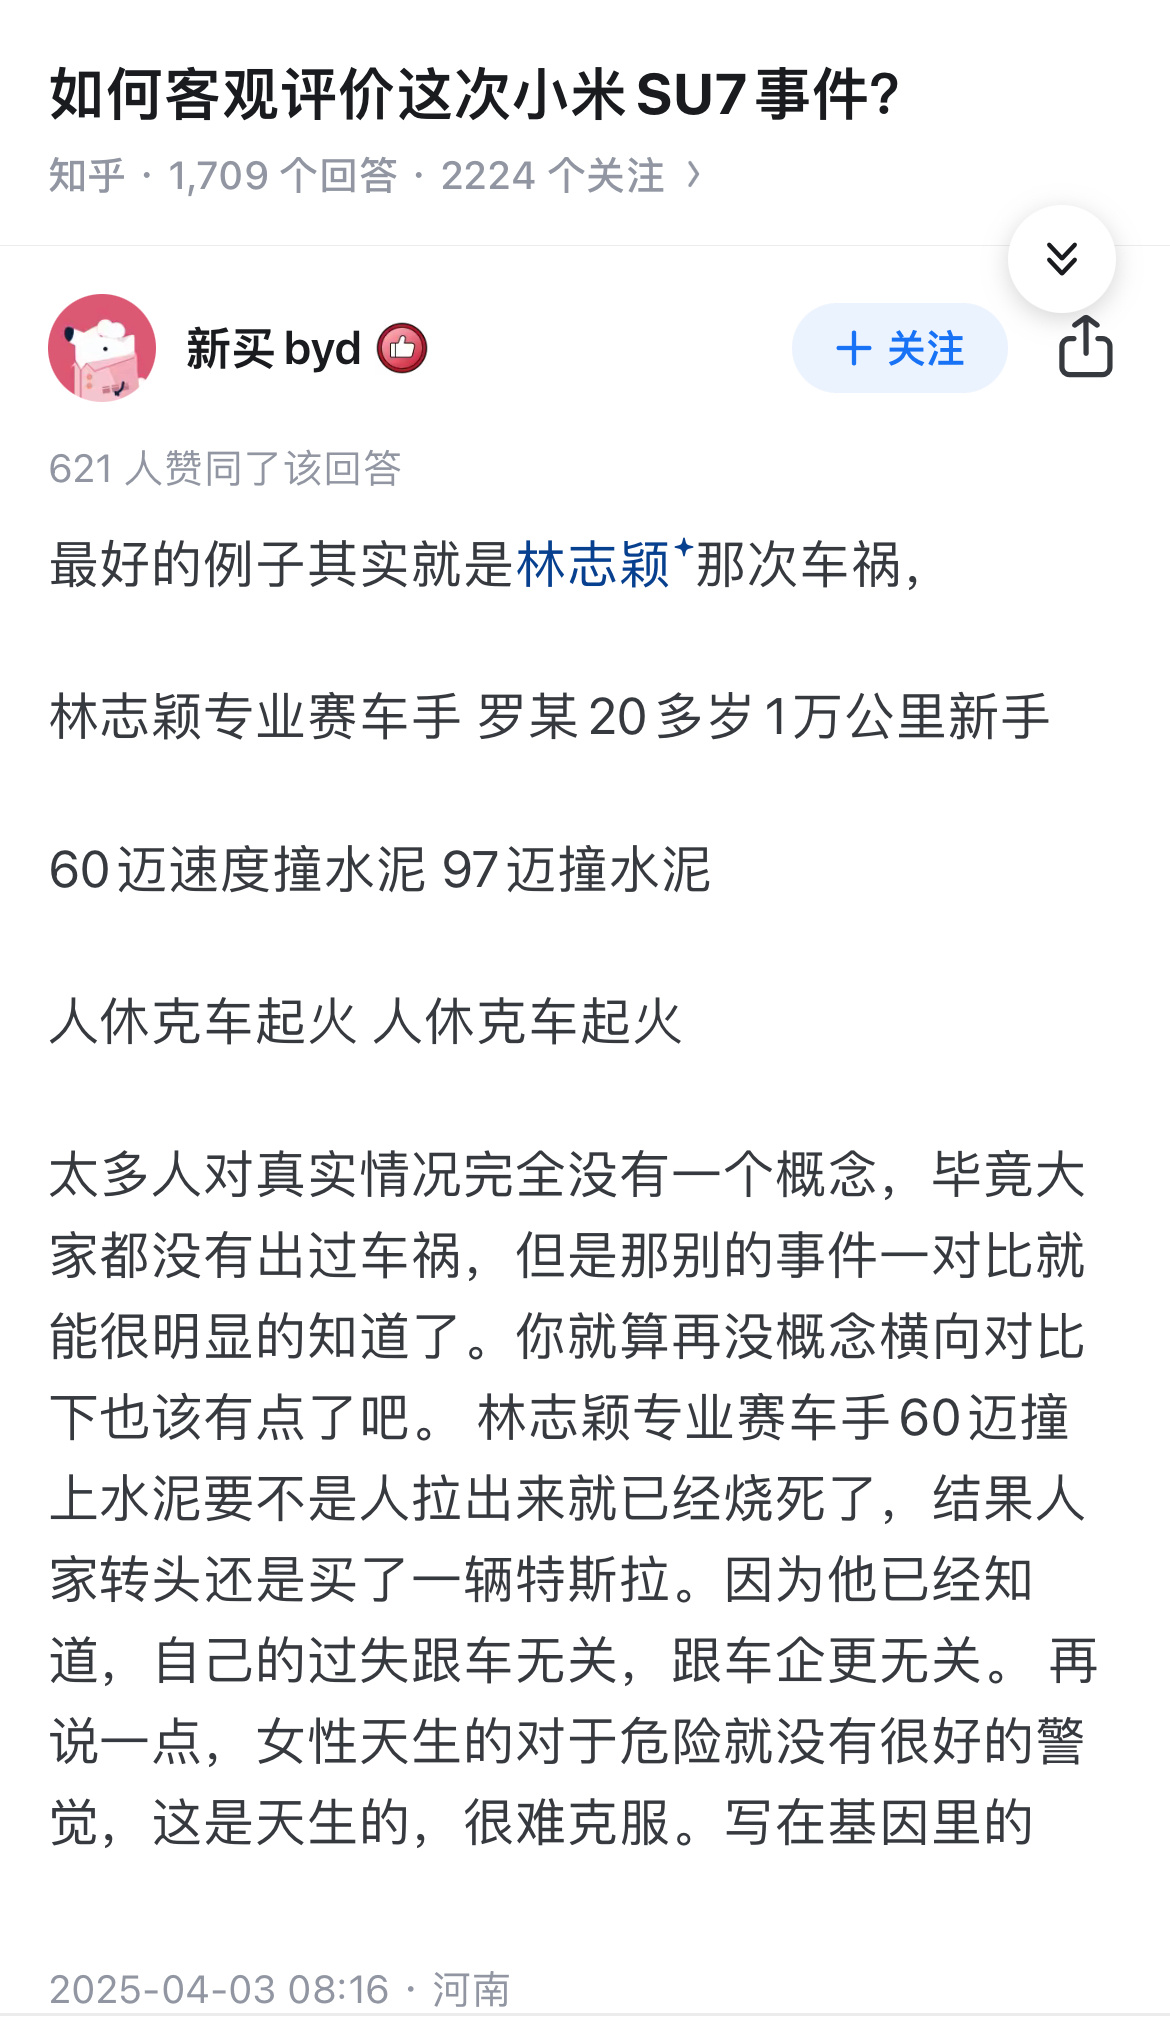 如何客观评价这次小米SU7事件?
知乎 · 1,709 个回答 · 2224 个关注 〉
新买byd
+ 关注
621 人赞同了该回答
最好的例子其实就是林志颖那次车祸，
林志颖专业赛车手 罗某20多岁1万公里新手
60迈速度撞水泥 97迈撞水泥
人休克车起火 人休克车起火
太多人对真实情况完全没有一个概念，毕竟大
家都没有出过车祸，但是那别的事件一对比就
能很明显的知道了。你就算再没概念横向对比
下也该有点了吧。 林志颖专业赛车手60迈撞
上水泥要不是人拉出来就已经烧死了，结果人
家转头还是买了一辆特斯拉。因为他已经知
道，自己的过失跟车无关，跟车企更无关。 再
说一点，女性天生的对于危险就没有很好的警
觉，这是天生的，很难克服。写在基因里的
2025-04-03 08:16 · 河南